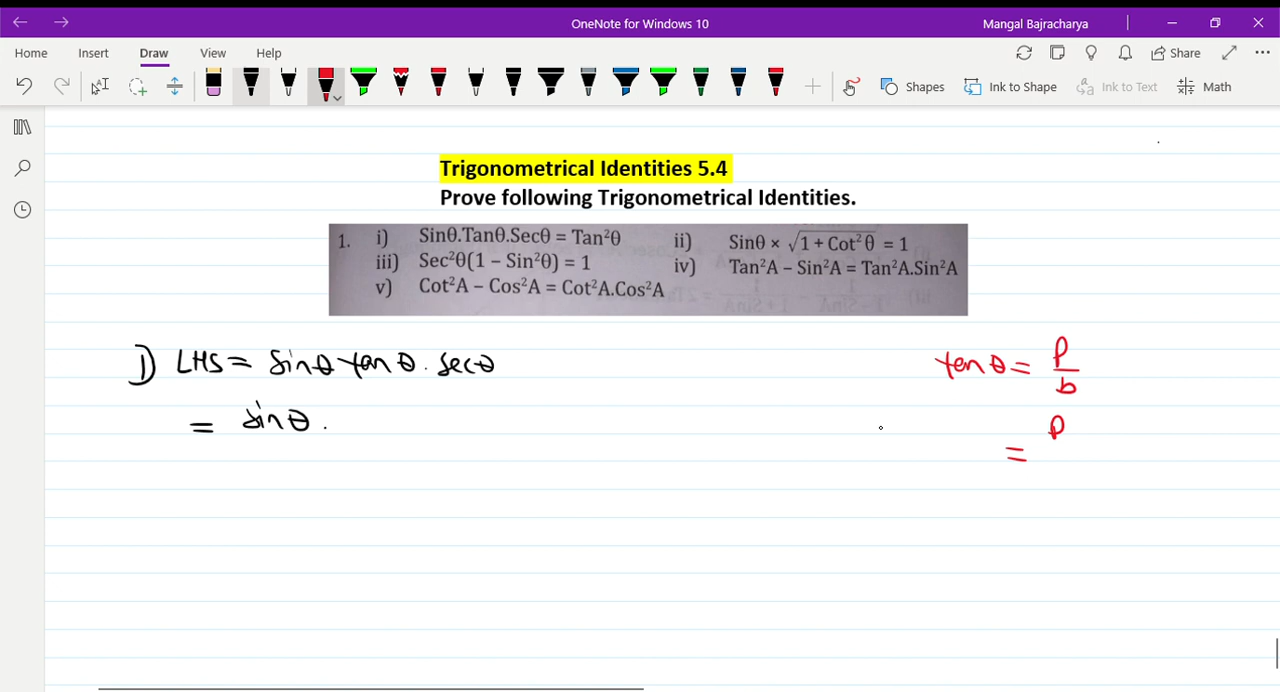 OneNote for Windows 10
Mangal Bajracharya
Home Insert Draw View Help
Share
Shapes Ink to Shape Ink to Text Math
Trigonometrical Identities 5.4
Prove following Trigonometrical Identities.
1. i) Sinθ.Tanθ.Secθ = Tan²θ ii) Sinθ × √1 + Cot²θ = 1
iii) Sec²θ(1 − Sin²θ) = 1 iv) Tan²A − Sin²A = Tan²A.Sin²A
v) Cot²A − Cos²A = Cot²A.Cos²A
1) LHS = sinθ tanθ . secθ
= sinθ .
tanθ = p/b
= p